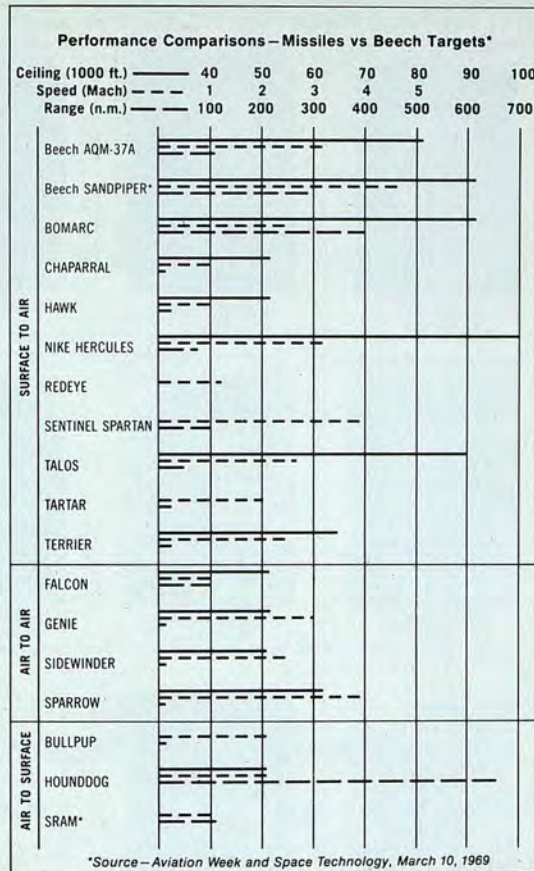 Performance Comparisons—Missiles vs Beech Targets*
Ceiling (1000 ft.) 40 50 60 70 80 90 100
Speed (Mach) 1 2 3 4 5
Range (n.m.) 100 200 300 400 500 600 700
SURFACE TO AIR
Beech AQM-37A
Beech SANDPIPER*
BOMARC
CHAPARRAL
HAWK
NIKE HERCULES
REDEYE
SENTINEL SPARTAN
TALOS
TARTAR
TERRIER
AIR TO AIR
FALCON
GENIE
SIDEWINDER
SPARROW
AIR TO SURFACE
BULLPUP
HOUNDDOG
SRAM*
*Source—Aviation Week and Space Technology, March 10, 1969